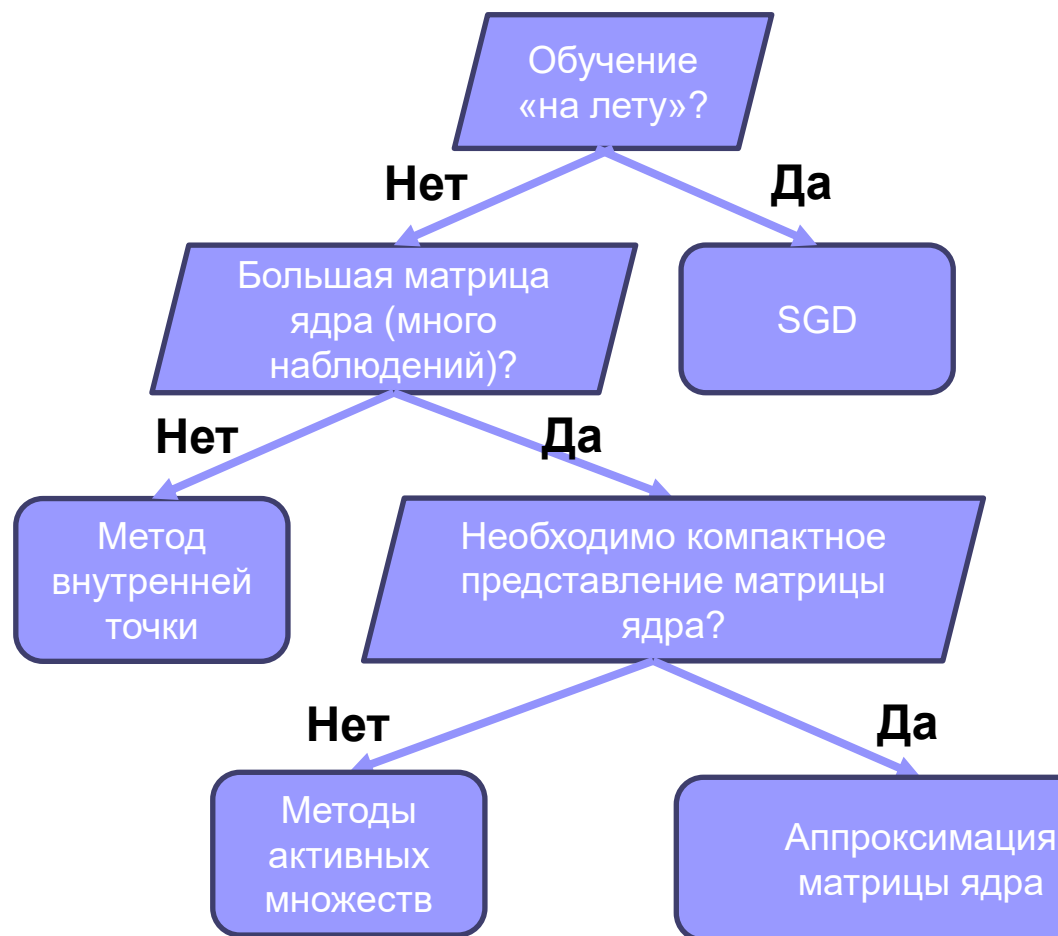 Обучение
«на лету»?
Нет
Да
Большая матрица
ядра (много
наблюдений)?
SGD
Нет
Да
Метод
внутренней
точки
Необходимо компактное
представление матрицы
ядра?
Нет
Да
Методы
активных
множеств
Аппроксимация
матрицы ядра